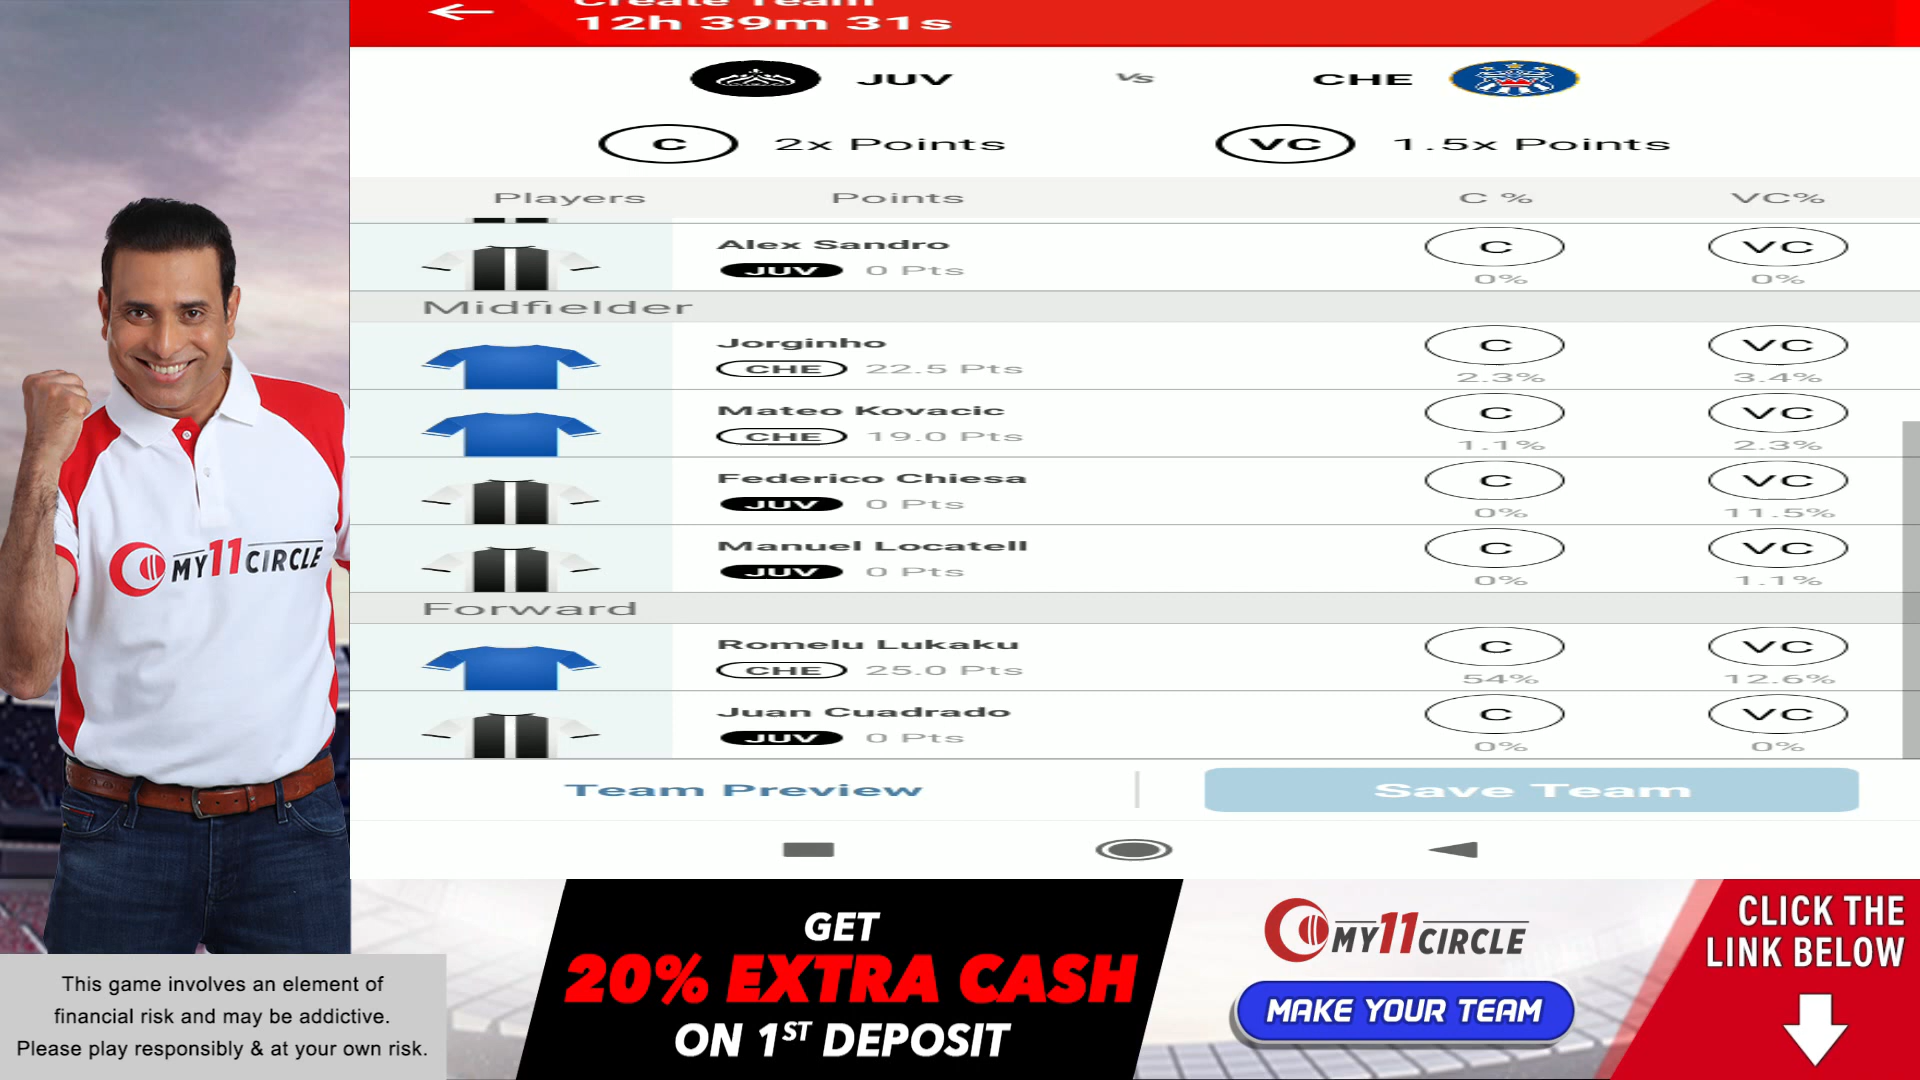 Create Team
12h 39m 31s
JUV
vs
CHE
C 2x Points
VC 1.5x Points
Players Points C % VC%
Alex Sandro
JUV 0 Pts
C
0%
VC
0%
Midfielder
Jorginho
CHE 22.5 Pts
C
2.3%
VC
3.4%
Mateo Kovacic
CHE 19.0 Pts
C
1.1%
VC
2.3%
Federico Chiesa
JUV 0 Pts
C
0%
VC
11.5%
Manuel Locatell
JUV 0 Pts
C
0%
VC
1.1%
Forward
Romelu Lukaku
CHE 25.0 Pts
C
54%
VC
12.6%
Juan Cuadrado
JUV 0 Pts
C
0%
VC
0%
Team Preview
Save Team
MY11CIRCLE
This game involves an element of
financial risk and may be addictive.
Please play responsibly & at your own risk.
GET
20% EXTRA CASH
ON 1ST DEPOSIT
MY11CIRCLE
MAKE YOUR TEAM
CLICK THE
LINK BELOW